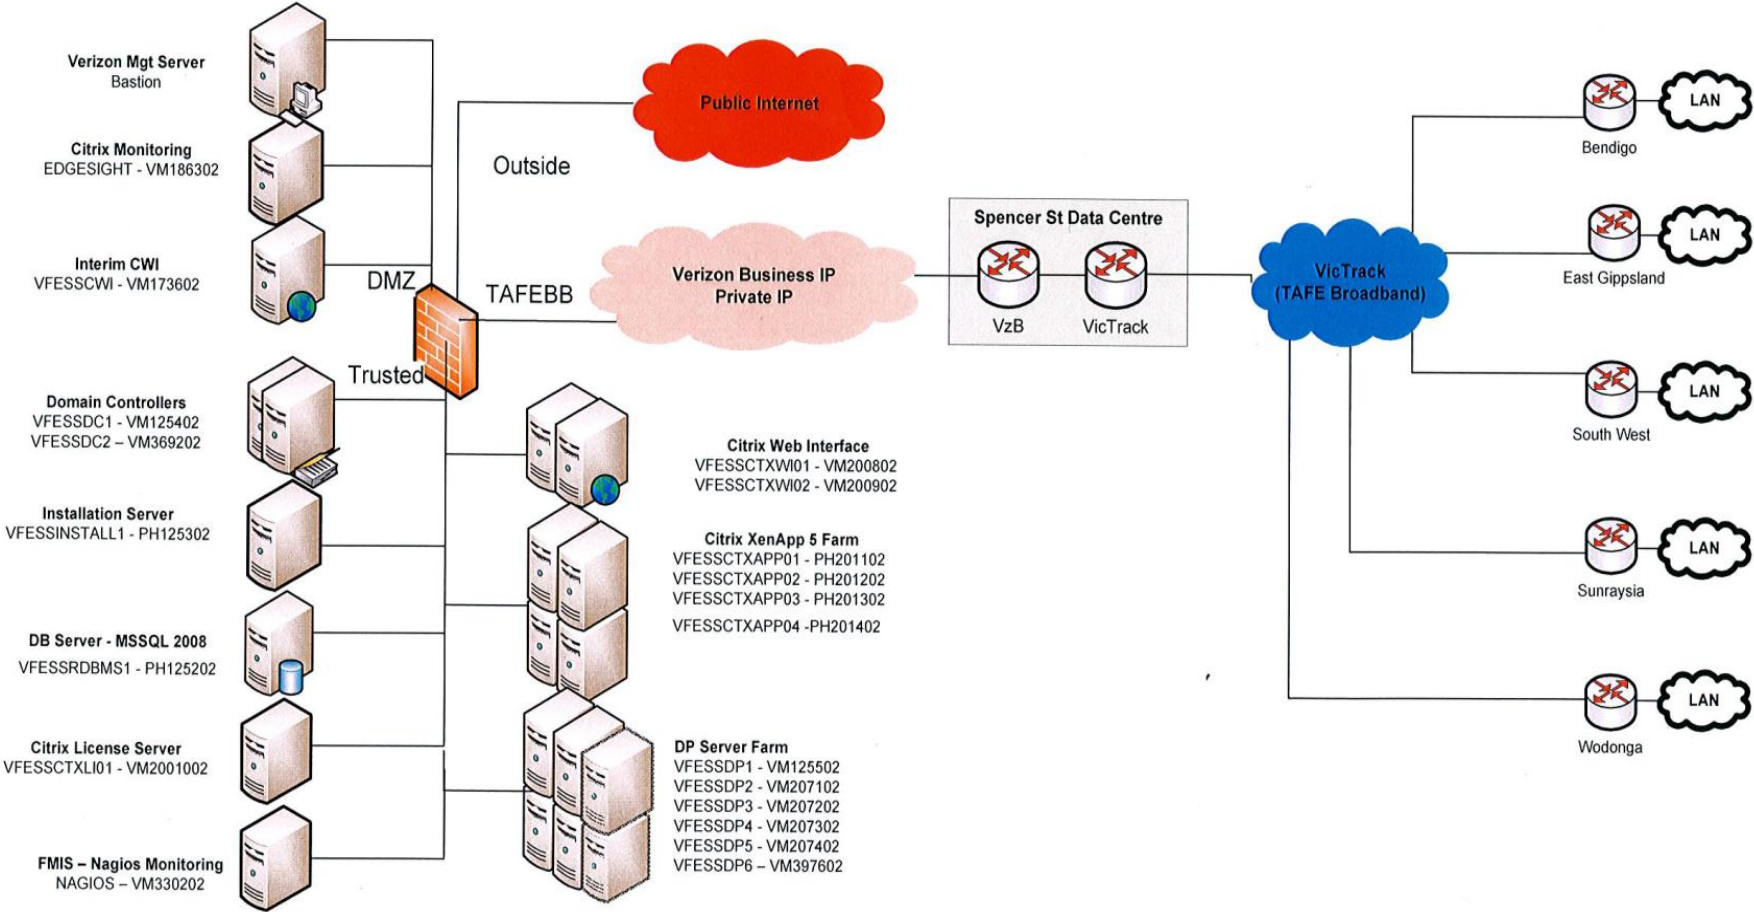 Verizon Mgt Server
Bastion
Citrix Monitoring
EDGESIGHT - VM186302
Interim CWI
VFESSCWI - VM173602
DMZ
Outside
TAFEBB
Trusted
Public Internet
Verizon Business IP
Private IP
Spencer St Data Centre
VzB
VicTrack
VicTrack
(TAFE Broadband)
Bendigo
LAN
East Gippsland
LAN
South West
LAN
Sunraysia
LAN
Wodonga
LAN
Domain Controllers
VFESSDC1 - VM125402
VFESSDC2 – VM369202
Installation Server
VFESSINSTALL1 - PH125302
DB Server - MSSQL 2008
VFESSRDBMS1 - PH125202
Citrix License Server
VFESSCTXLI01 - VM2001002
FMIS – Nagios Monitoring
NAGIOS – VM330202
Citrix Web Interface
VFESSCTXWI01 - VM200802
VFESSCTXWI02 - VM200902
Citrix XenApp 5 Farm
VFESSCTXAPP01 - PH201102
VFESSCTXAPP02 - PH201202
VFESSCTXAPP03 - PH201302
VFESSCTXAPP04 -PH201402
DP Server Farm
VFESSDP1 - VM125502
VFESSDP2 - VM207102
VFESSDP3 - VM207202
VFESSDP4 - VM207302
VFESSDP5 - VM207402
VFESSDP6 – VM397602